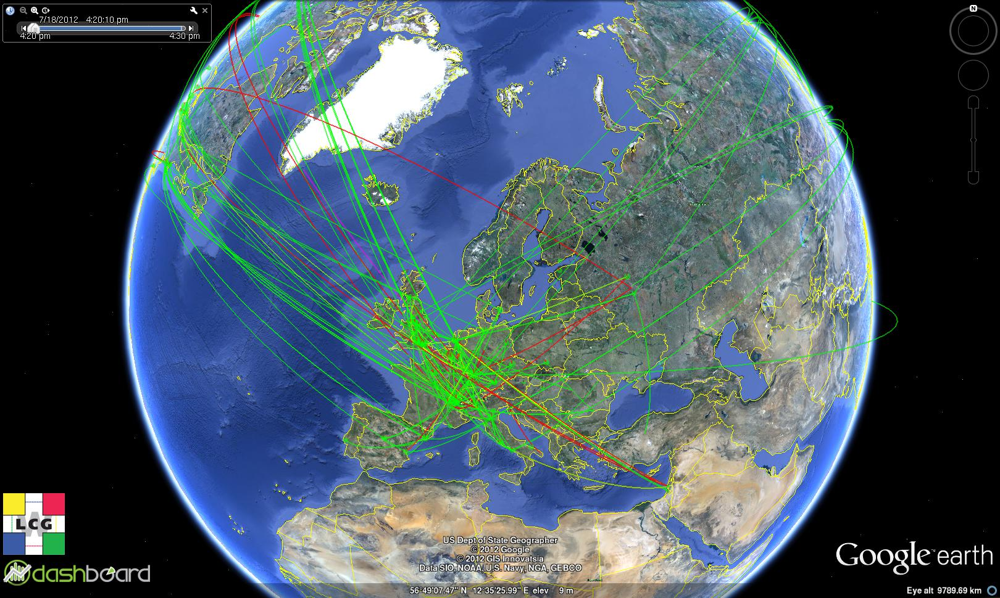 7/18/2012 4:20:10 pm
4:20 pm
4:30 pm
N
LCG
dashboard
US Dept of State Geographer
© 2012 Google
© 2012 GIS Innovatsia
Data SIO, NOAA, U.S. Navy, NGA, GEBCO
Google earth
56°49'07.47" N 12°35'25.99" E elev 9 m
Eye alt 9789.69 km